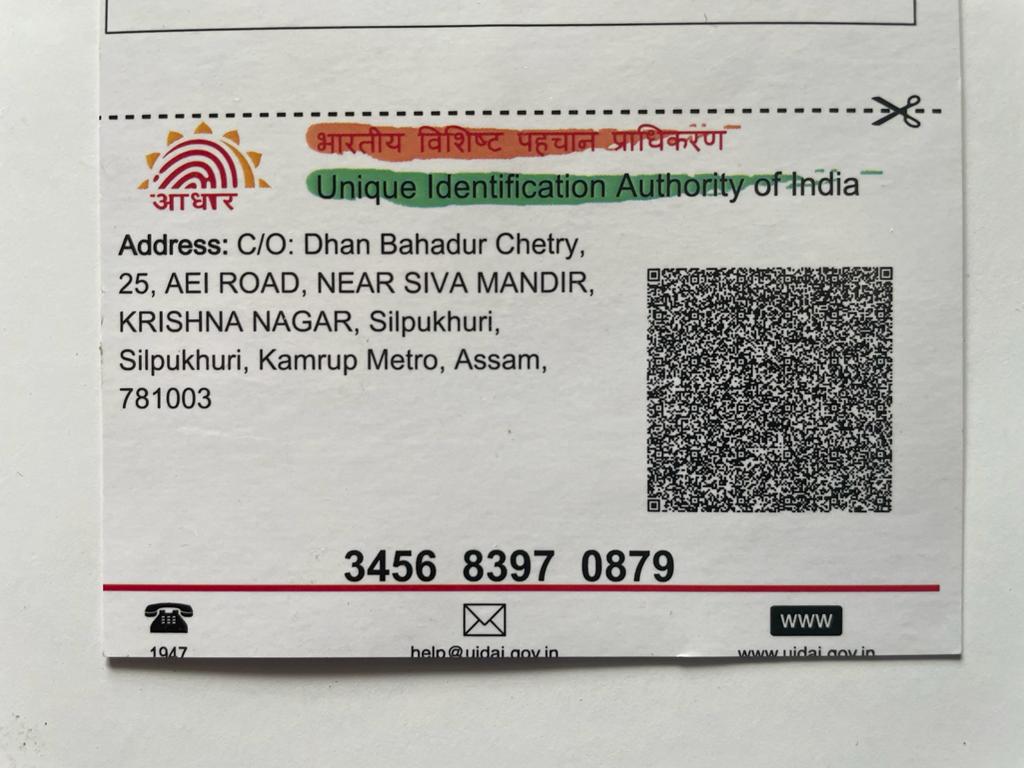 भारतीय विशिष्ट पहचान प्राधिकरण
आधार
Unique Identification Authority of India
Address: C/O: Dhan Bahadur Chetry,
25, AEI ROAD, NEAR SIVA MANDIR,
KRISHNA NAGAR, Silpukhuri,
Silpukhuri, Kamrup Metro, Assam,
781003
3456 8397 0879
WWW
1947
help@uidai.gov.in
www.uidai.gov.in